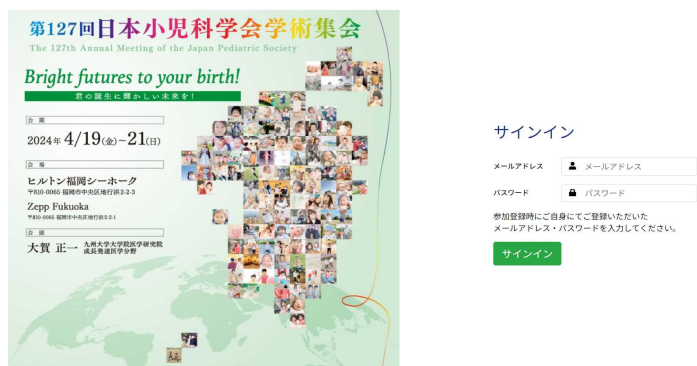 第127回日本小児科学会学術集会
The 127th Annual Meeting of the Japan Pediatric Society
Bright futures to your birth!
君の誕生に輝かしい未来を!
会 期
2024年 4/19(金)~21(日)
会 場
ヒルトン福岡シーホーク
〒810-0065 福岡市中央区地行浜2-2-3
Zepp Fukuoka
〒810-0065 福岡市中央区地行浜2-2-1
会 頭
大賀 正一 九州大学大学院医学研究院
成長発達医学分野
サインイン
メールアドレス メールアドレス
パスワード パスワード
参加登録時にご自身にてご登録いただいた
メールアドレス・パスワードを入力してください。
サインイン